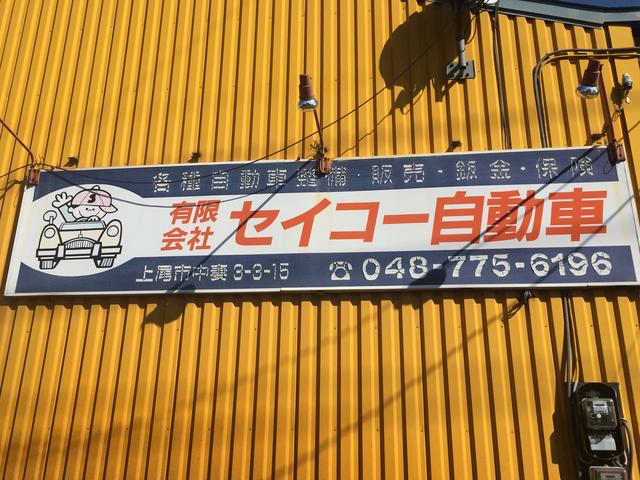 各種自動車整備・販売・鈑金・保険
有限会社 セイコー自動車
3
上尾市中妻3-3-15 ☎048-775-6196